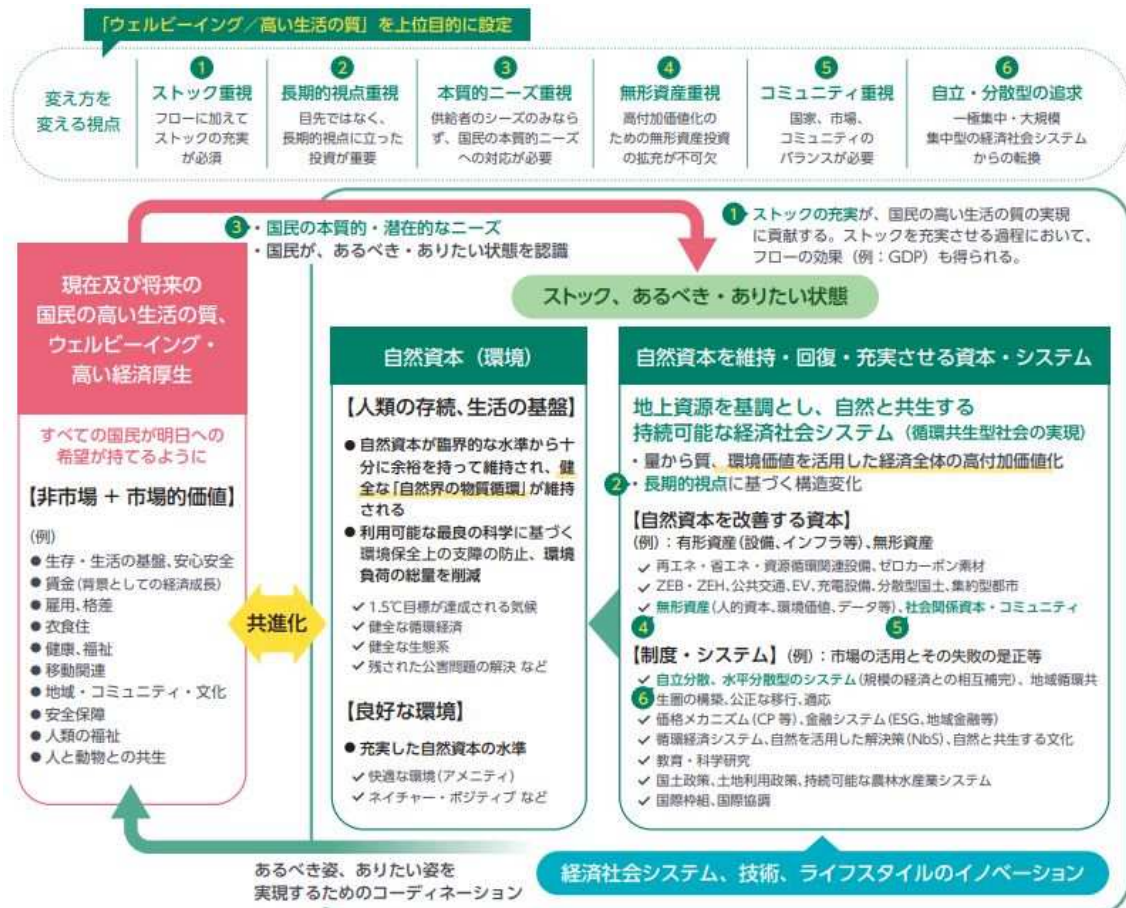 「ウェルビーイング／高い生活の質」を上位目的に設定
変え方を
変える視点
1
ストック重視
フローに加えて
ストックの充実
が必須
2
長期的視点重視
目先ではなく、
長期的視点に立った
投資が重要
3
本質的ニーズ重視
供給者のシーズのみなら
ず、国民の本質的ニーズ
への対応が必要
4
無形資産重視
高付加価値化
のための無形資産投資
の拡充が不可欠
5
コミュニティ重視
国家、市場、
コミュニティの
バランスが必要
6
自立・分散型の追求
一極集中・大規模
集中型の経済社会システム
からの転換
3 ・国民の本質的・潜在的なニーズ
・国民が、あるべき・ありたい状態を認識
1 ストックの充実が、国民の高い生活の質の実現
に貢献する。ストックを充実させる過程において、
フローの効果（例：GDP）も得られる。
ストック、あるべき・ありたい状態
現在及び将来の
国民の高い生活の質、
ウェルビーイング・
高い経済厚生
すべての国民が明日への
希望が持てるように
【非市場 + 市場的価値】
(例)
● 生存・生活の基盤、安心安全
● 賃金(背景としての経済成長)
● 雇用、格差
● 衣食住
● 健康、福祉
● 移動関連
● 地域・コミュニティ・文化
● 安全保障
● 人類の福祉
● 人と動物との共生
共進化
自然資本（環境）
【人類の存続、生活の基盤】
● 自然資本が臨界的な水準から十
分に余裕を持って維持され、健
全な「自然界の物質循環」が維持
される
● 利用可能な最良の科学に基づく
環境保全上の支障の防止、環境
負荷の総量を削減
✓ 1.5℃目標が達成される気候
✓ 健全な循環経済
✓ 健全な生態系
✓ 残された公害問題の解決 など
【良好な環境】
● 充実した自然資本の水準
✓ 快適な環境(アメニティ)
✓ ネイチャー・ポジティブ など
自然資本を維持・回復・充実させる資本・システム
地上資源を基調とし、自然と共生する
持続可能な経済社会システム（循環共生型社会の実現）
・量から質、環境価値を活用した経済全体の高付加価値化
2 ・長期的視点に基づく構造変化
【自然資本を改善する資本】
(例)：有形資産(設備、インフラ等)、無形資産
✓ 再エネ・省エネ・資源循環関連設備、ゼロカーボン素材
✓ ZEB・ZEH、公共交通、EV、充電設備、分散型国土、集約型都市
✓ 無形資産(人的資本、環境価値、データ等)、社会関係資本・コミュニティ
4 5
【制度・システム】(例)：市場の活用とその失敗の是正等
✓ 自立分散、水平分散型のシステム(規模の経済との相互補完)、地域循環共
6 生圏の構築、公正な移行、適応
✓ 価格メカニズム(CP 等)、金融システム(ESG、地域金融等)
✓ 循環経済システム、自然を活用した解決策(NbS)、自然と共生する文化
✓ 教育・科学研究
✓ 国土政策、土地利用政策、持続可能な農林水産業システム
✓ 国際枠組、国際協調
あるべき姿、ありたい姿を
実現するためのコーディネーション
経済社会システム、技術、ライフスタイルのイノベーション